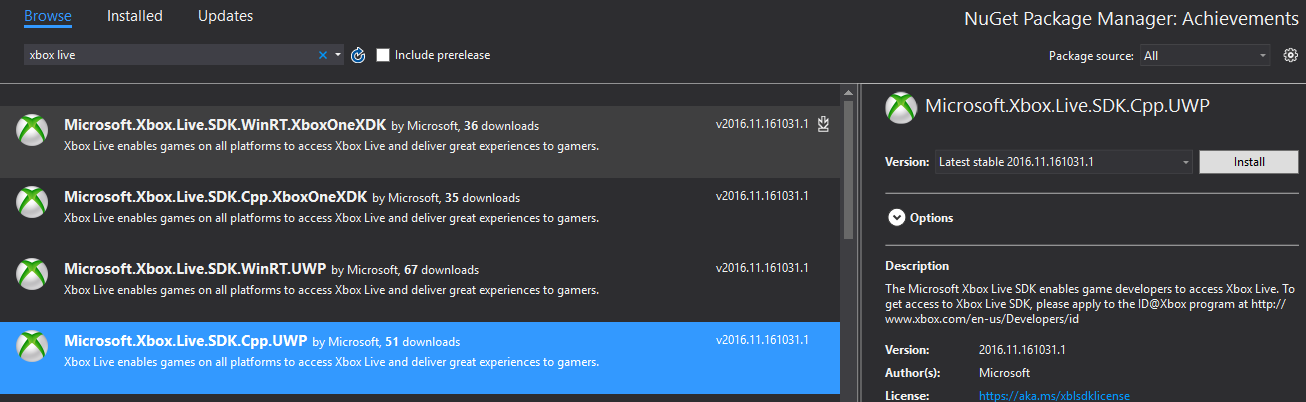 Browse Installed Updates
NuGet Package Manager: Achievements
xbox live
Include prerelease
Package source: All
Microsoft.Xbox.Live.SDK.WinRT.XboxOneXDK by Microsoft, 36 downloads v2016.11.161031.1
Xbox Live enables games on all platforms to access Xbox Live and deliver great experiences to gamers.
Microsoft.Xbox.Live.SDK.Cpp.XboxOneXDK by Microsoft, 35 downloads v2016.11.161031.1
Xbox Live enables games on all platforms to access Xbox Live and deliver great experiences to gamers.
Microsoft.Xbox.Live.SDK.WinRT.UWP by Microsoft, 67 downloads v2016.11.161031.1
Xbox Live enables games on all platforms to access Xbox Live and deliver great experiences to gamers.
Microsoft.Xbox.Live.SDK.Cpp.UWP by Microsoft, 51 downloads v2016.11.161031.1
Xbox Live enables games on all platforms to access Xbox Live and deliver great experiences to gamers.
Microsoft.Xbox.Live.SDK.Cpp.UWP
Version: Latest stable 2016.11.161031.1 Install
Options
Description
The Microsoft Xbox Live SDK enables game developers to access Xbox Live. To
get access to Xbox Live SDK, please apply to the ID@Xbox program at http://
www.xbox.com/en-us/Developers/id
Version: 2016.11.161031.1
Author(s): Microsoft
License: https://aka.ms/xblsdklicense